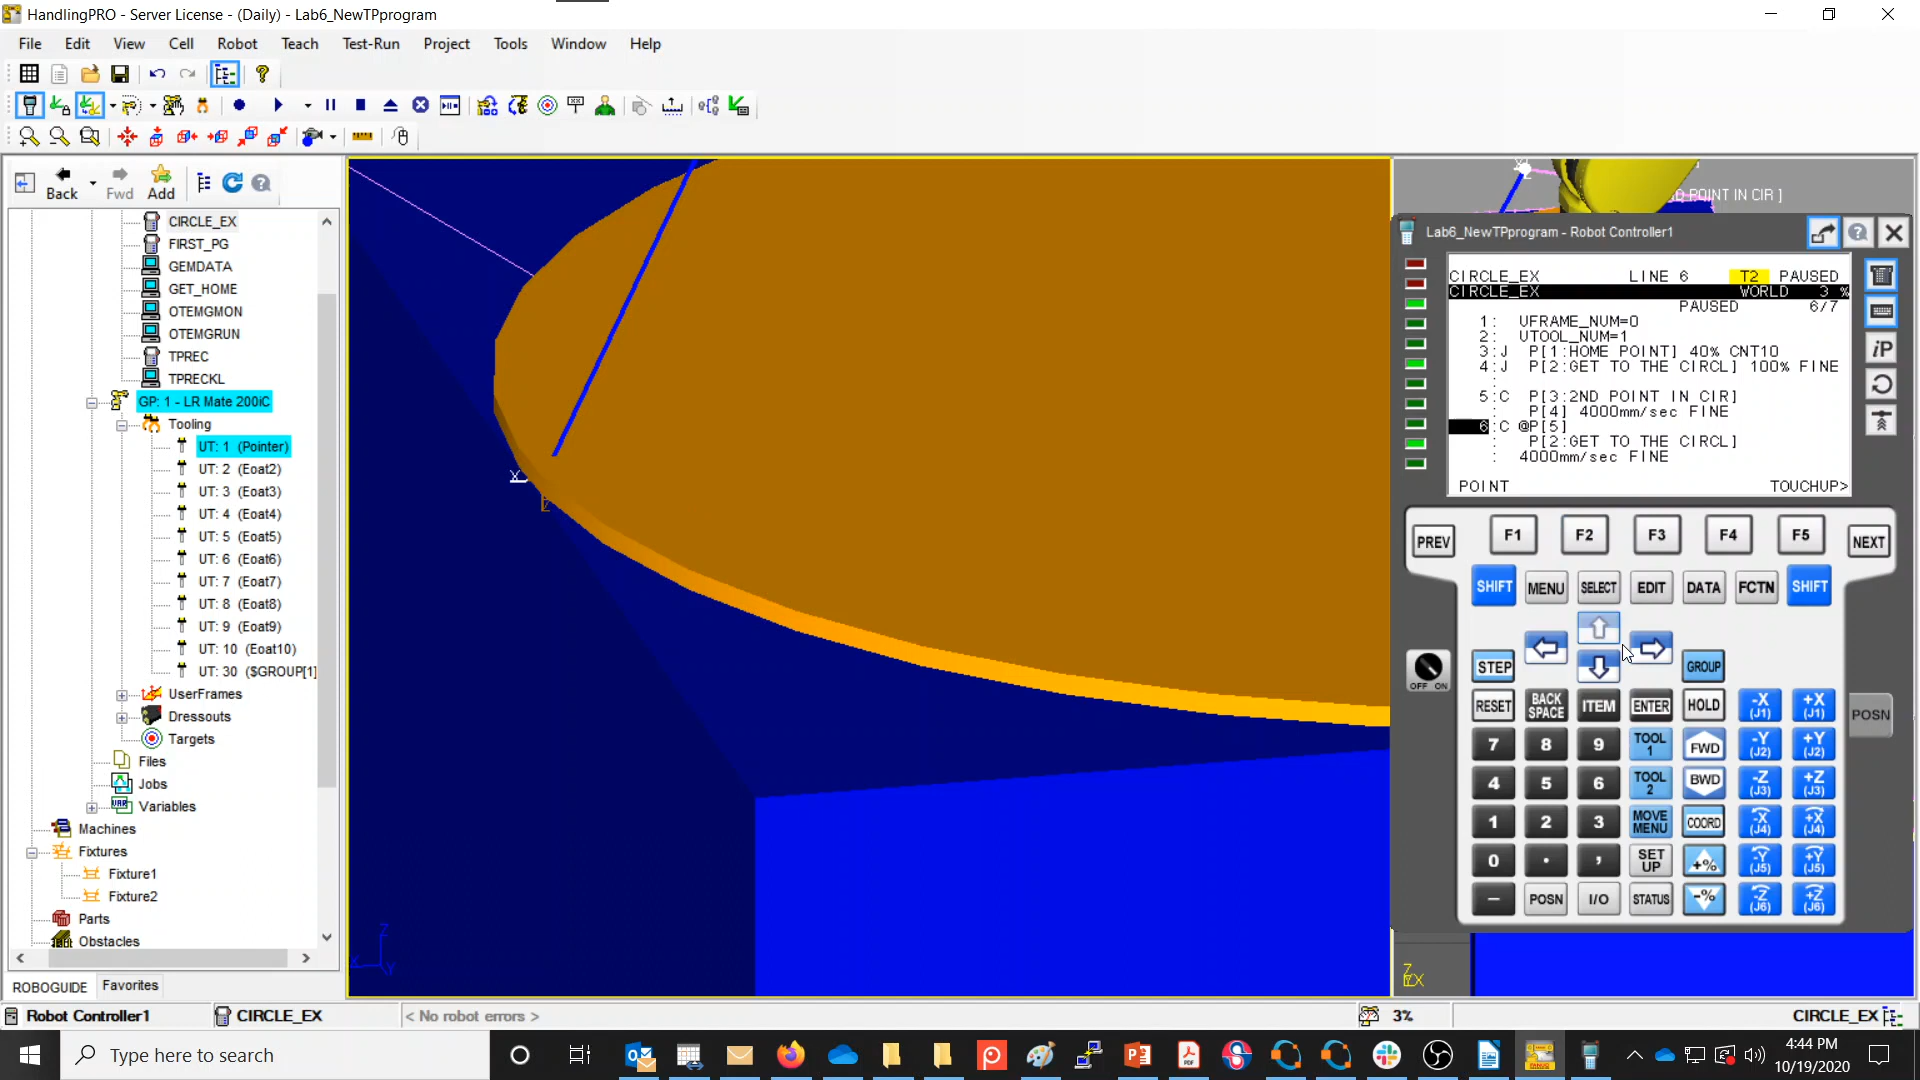 HandlingPRO - Server License - (Daily) - Lab6_NewTPprogram
File Edit View Cell Robot Teach Test-Run Project Tools Window Help
Back Fwd Add
CIRCLE_EX
FIRST_PG
GEMDATA
GET_HOME
OTEMGMON
OTEMGRUN
TPREC
TPRECKL
GP: 1 - LR Mate 200iC
Tooling
UT: 1 (Pointer)
UT: 2 (Eoat2)
UT: 3 (Eoat3)
UT: 4 (Eoat4)
UT: 5 (Eoat5)
UT: 6 (Eoat6)
UT: 7 (Eoat7)
UT: 8 (Eoat8)
UT: 9 (Eoat9)
UT: 10 (Eoat10)
UT: 30 ($GROUP[1]
UserFrames
Dressouts
Targets
Files
Jobs
Variables
Machines
Fixtures
Fixture1
Fixture2
Parts
Obstacles
ROBOGUIDE Favorites
X
Z
Z
X Y
D POINT IN CIR ]
Lab6_NewTPprogram - Robot Controller1
CIRCLE_EX LINE 6 T2 PAUSED
CIRCLE_EX WORLD 3 %
PAUSED 6/7
1: UFRAME_NUM=0
2: UTOOL_NUM=1
3:J P[1:HOME POINT] 40% CNT10
4:J P[2:GET TO THE CIRCL] 100% FINE
:
5:C P[3:2ND POINT IN CIR]
: P[4] 4000mm/sec FINE
6:C @P[5]
: P[2:GET TO THE CIRCL]
: 4000mm/sec FINE
POINT TOUCHUP>
iP
PREV F1 F2 F3 F4 F5 NEXT
SHIFT MENU SELECT EDIT DATA FCTN SHIFT
OFF ON
STEP GROUP
RESET BACK SPACE ITEM ENTER HOLD -X (J1) +X (J1)
POSN
7 8 9 TOOL 1 FWD -Y (J2) +Y (J2)
4 5 6 TOOL 2 BWD -Z (J3) +Z (J3)
1 2 3 MOVE MENU COORD -X (J4) +X (J4)
0 . , SET UP +% -Y (J5) +Y (J5)
- POSN I/O STATUS -% -Z (J6) +Z (J6)
Robot Controller1 CIRCLE_EX < No robot errors > 3% CIRCLE_EX
Type here to search
4:44 PM
10/19/2020